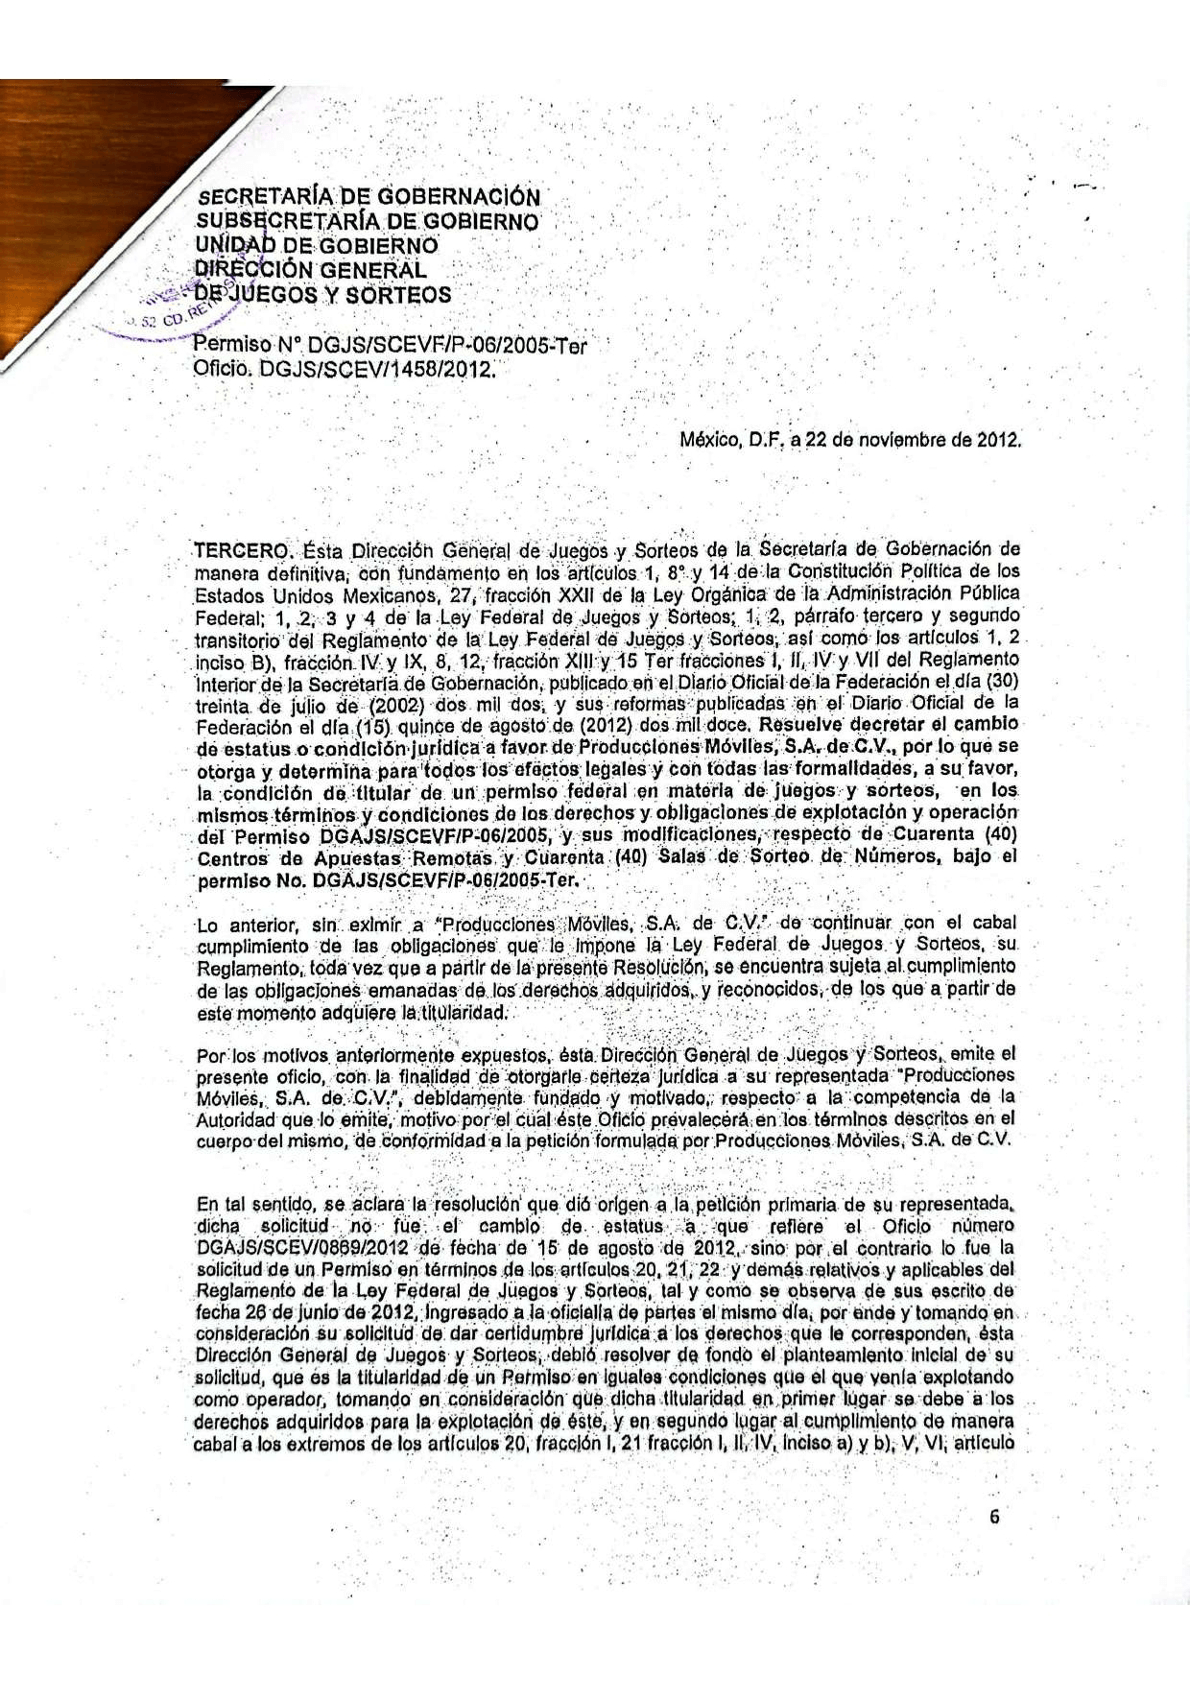 SECRETARÍA DE GOBERNACIÓN
SUBSECRETARÍA DE GOBIERNO
UNIDAD DE GOBIERNO
DIRECCIÓN GENERAL
DE JUEGOS Y SORTEOS
52 CD. REYNOSA
Permiso N° DGJS/SCEVF/P-06/2005-Ter
Oficio. DGJS/SCEV/1458/2012.
México, D.F. a 22 de noviembre de 2012.
TERCERO. Ésta Dirección General de Juegos y Sorteos de la Secretaría de Gobernación de
manera definitiva, con fundamento en los artículos 1, 8° y 14 de la Constitución Política de los
Estados Unidos Mexicanos, 27, fracción XXII de la Ley Orgánica de la Administración Pública
Federal; 1, 2, 3 y 4 de la Ley Federal de Juegos y Sorteos; 1, 2, párrafo tercero y segundo
transitorio del Reglamento de la Ley Federal de Juegos y Sorteos, así como los artículos 1, 2
inciso B), fracción IV y IX, 8, 12, fracción XIII y 15 Ter fracciones I, II, IV y VII del Reglamento
Interior de la Secretaría de Gobernación, publicado en el Diario Oficial de la Federación el día (30)
treinta de julio de (2002) dos mil dos, y sus reformas publicadas en el Diario Oficial de la
Federación el día (15) quince de agosto de (2012) dos mil doce. Resuelve decretar el cambio
de estatus o condición jurídica a favor de Producciones Móviles, S.A. de C.V., por lo que se
otorga y determina para todos los efectos legales y con todas las formalidades, a su favor,
la condición de titular de un permiso federal en materia de juegos y sorteos, en los
mismos términos y condiciones de los derechos y obligaciones de explotación y operación
del Permiso DGAJS/SCEVF/P-06/2005, y sus modificaciones, respecto de Cuarenta (40)
Centros de Apuestas Remotas y Cuarenta (40) Salas de Sorteo de Números, bajo el
permiso No. DGAJS/SCEVF/P-06/2005-Ter.
Lo anterior, sin eximir a "Producciones Móviles, S.A. de C.V." de continuar con el cabal
cumplimiento de las obligaciones que le impone la Ley Federal de Juegos y Sorteos, su
Reglamento, toda vez que a partir de la presente Resolución, se encuentra sujeta al cumplimiento
de las obligaciones emanadas de los derechos adquiridos, y reconocidos, de los que a partir de
este momento adquiere la titularidad.
Por los motivos anteriormente expuestos, ésta Dirección General de Juegos y Sorteos, emite el
presente oficio, con la finalidad de otorgarle certeza jurídica a su representada "Producciones
Móviles, S.A. de C.V.", debidamente fundado y motivado, respecto a la competencia de la
Autoridad que lo emite, motivo por el cual éste Oficio prevalecerá en los términos descritos en el
cuerpo del mismo, de conformidad a la petición formulada por Producciones Móviles, S.A. de C.V.
En tal sentido, se aclara la resolución que dió origen a la petición primaria de su representada,
dicha solicitud no fue el cambio de estatus a que refiere el Oficio número
DGAJS/SCEV/0869/2012 de fecha de 15 de agosto de 2012, sino por el contrario lo fue la
solicitud de un Permiso en términos de los artículos 20, 21, 22 y demás relativos y aplicables del
Reglamento de la Ley Federal de Juegos y Sorteos, tal y como se observa de sus escrito de
fecha 26 de junio de 2012, ingresado a la oficialía de partes el mismo día, por ende y tomando en
consideración su solicitud de dar certidumbre jurídica a los derechos que le corresponden, ésta
Dirección General de Juegos y Sorteos, debió resolver de fondo el planteamiento inicial de su
solicitud, que és la titularidad de un Permiso en iguales condiciones que el que venía explotando
como operador, tomando en consideración que dicha titularidad en primer lugar se debe a los
derechos adquiridos para la explotación de éste, y en segundo lugar al cumplimiento de manera
cabal a los extremos de los artículos 20, fracción I, 21 fracción I, II, IV, inciso a) y b), V, VI, artículo
6